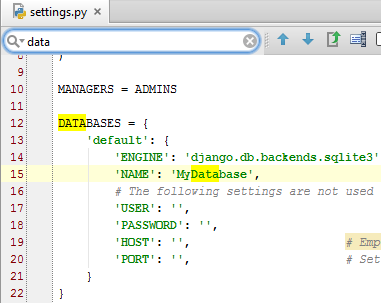 settings.py
data
8 )
9
10 MANAGERS = ADMINS
11
12 DATABASES = {
13 'default': {
14 'ENGINE': 'django.db.backends.sqlite3'
15 'NAME': 'MyDatabase',
16 # The following settings are not used
17 'USER': '',
18 'PASSWORD': '',
19 'HOST': '', # Emp
20 'PORT': '', # Set
21 }
22 }